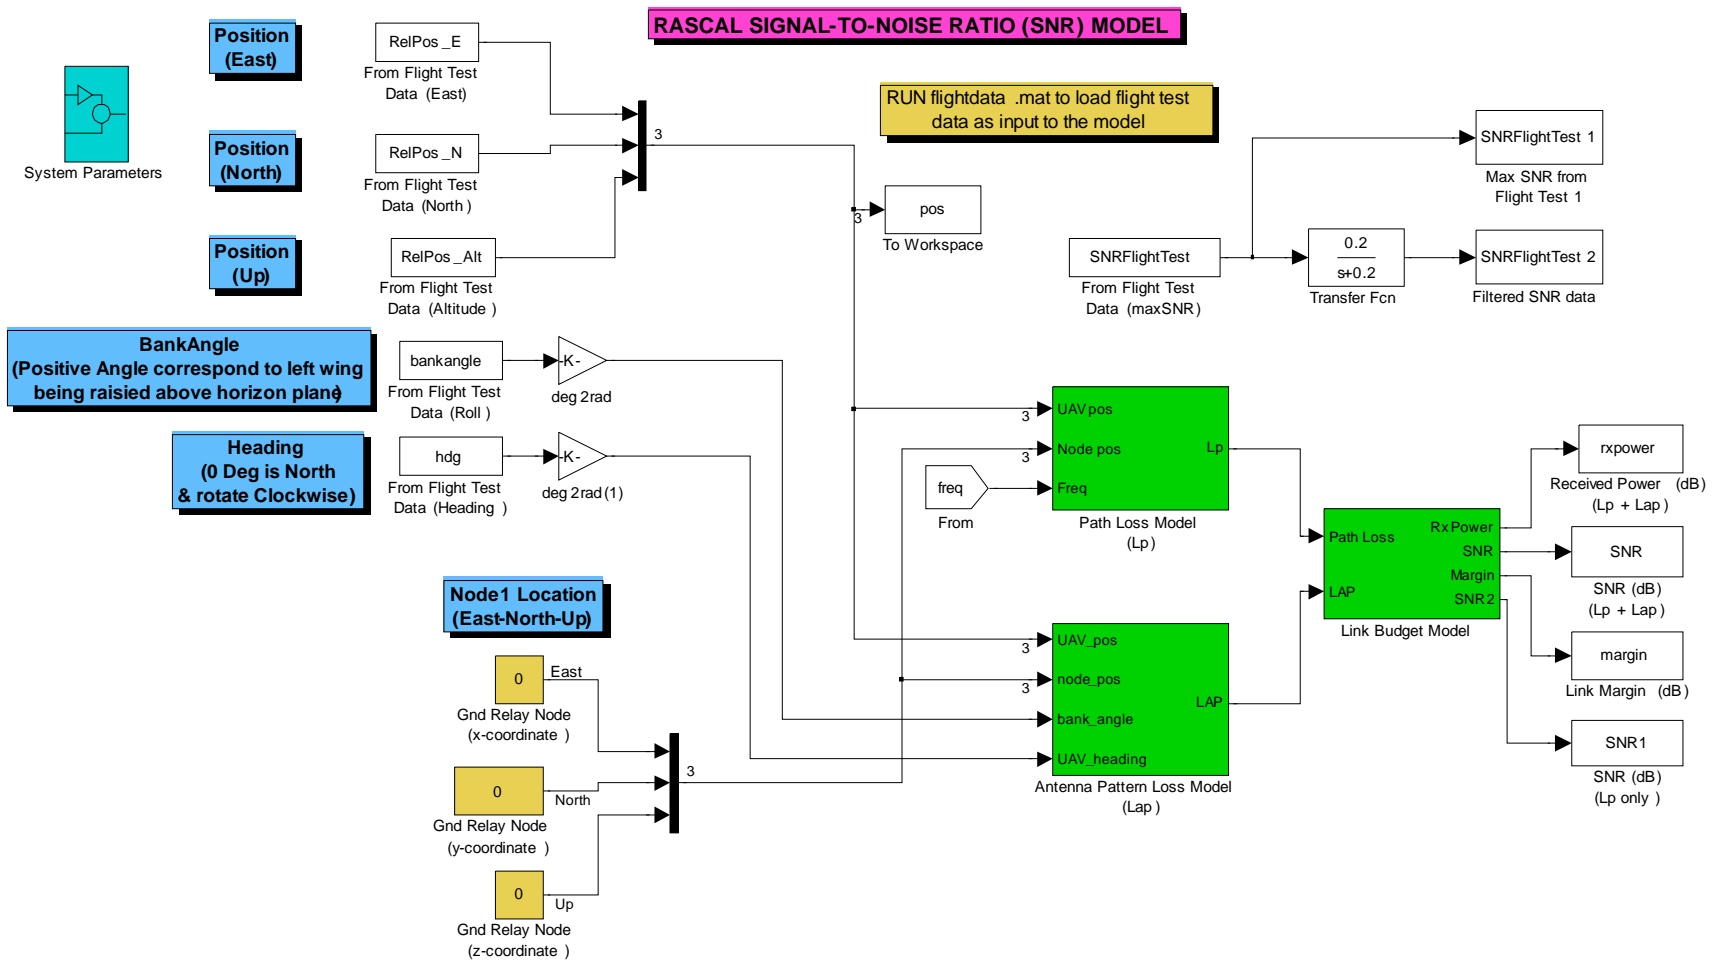 RASCAL SIGNAL-TO-NOISE RATIO (SNR) MODEL
Position
(East)
RelPos_E
From Flight Test
Data (East)
System Parameters
Position
(North)
RelPos_N
From Flight Test
Data (North )
3
Position
(Up)
RelPos_Alt
From Flight Test
Data (Altitude )
RUN flightdata .mat to load flight test
data as input to the model
3
pos
To Workspace
SNRFlightTest
From Flight Test
Data (maxSNR)
0.2
s+0.2
Transfer Fcn
SNRFlightTest 1
Max SNR from
Flight Test 1
SNRFlightTest 2
Filtered SNR data
BankAngle
(Positive Angle correspond to left wing
being raisied above horizon plane)
bankangle
From Flight Test
Data (Roll )
-K-
deg 2rad
Heading
(0 Deg is North
& rotate Clockwise)
hdg
From Flight Test
Data (Heading )
-K-
deg 2rad (1)
3
UAV pos
3
Node pos
Freq
Lp
Path Loss Model
(Lp)
freq
From
Node1 Location
(East-North-Up)
0
East
Gnd Relay Node
(x-coordinate )
0
North
Gnd Relay Node
(y-coordinate )
0
Up
Gnd Relay Node
(z-coordinate )
3
3
UAV_pos
3
node_pos
bank_angle
UAV_heading
LAP
Antenna Pattern Loss Model
(Lap )
Path Loss
LAP
RxPower
SNR
Margin
SNR2
Link Budget Model
rxpower
Received Power (dB)
(Lp + Lap )
SNR
SNR (dB)
(Lp + Lap )
margin
Link Margin (dB)
SNR1
SNR (dB)
(Lp only )